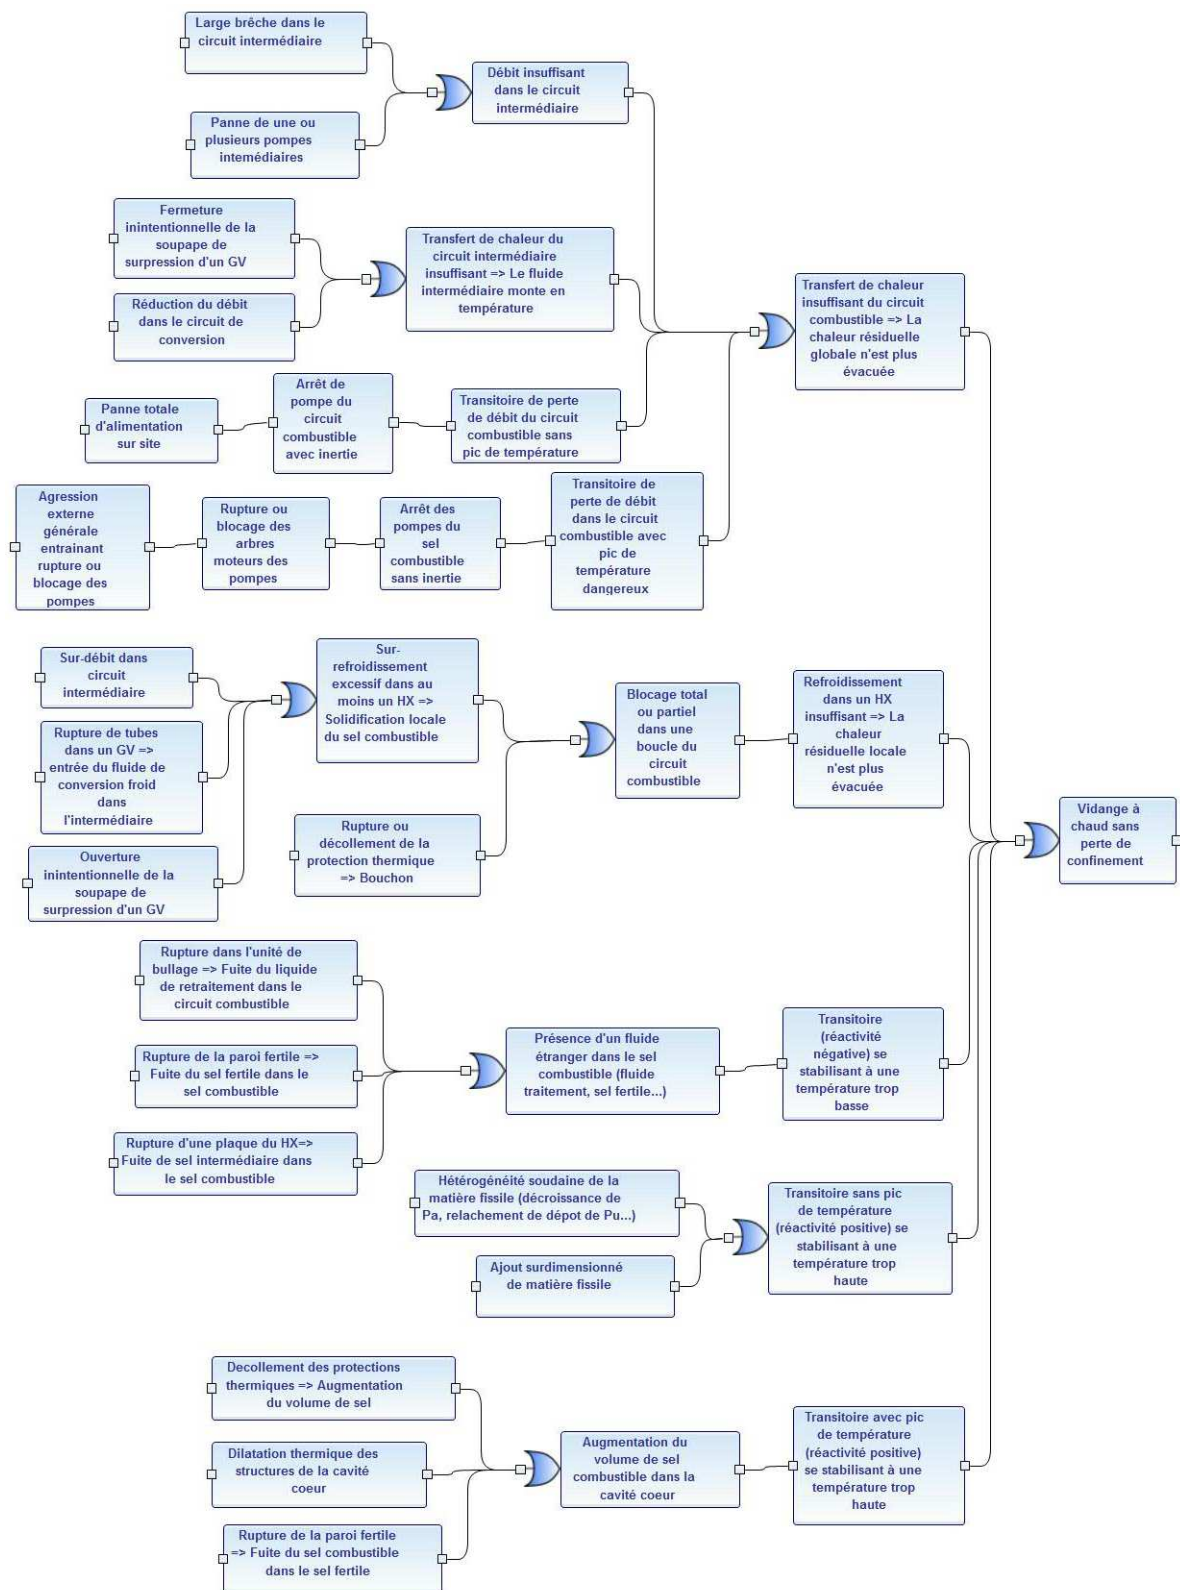 Large brêche dans le
circuit intermédiaire
Débit insuffisant
dans le circuit
intermédiaire
Panne de une ou
plusieurs pompes
intemédiaires
Fermeture
inintentionnelle de la
soupape de
surpression d'un GV
Transfert de chaleur du
circuit intermédiaire
insuffisant => Le fluide
intermédiaire monte en
température
Réduction du débit
dans le circuit de
conversion
Transfert de chaleur
insuffisant du circuit
combustible => La
chaleur résiduelle
globale n'est plus
évacuée
Panne totale
d'alimentation
sur site
Arrêt de
pompe du
circuit
combustible
avec inertie
Transitoire de perte
de débit du circuit
combustible sans
pic de température
Agression
externe
générale
entrainant
rupture ou
blocage des
pompes
Rupture ou
blocage des
arbres
moteurs des
pompes
Arrêt des
pompes du
sel
combustible
sans inertie
Transitoire de
perte de débit
dans le circuit
combustible avec
pic de
température
dangereux
Sur-débit dans
circuit
intermédiaire
Rupture de tubes
dans un GV =>
entrée du fluide de
conversion froid
dans
l'intermédiaire
Ouverture
inintentionnelle de la
soupape de
surpression d'un GV
Sur-
refroidissement
excessif dans au
moins un HX =>
Solidification locale
du sel combustible
Rupture ou
décollement de la
protection thermique
=> Bouchon
Blocage total
ou partiel
dans une
boucle du
circuit
combustible
Refroidissement
dans un HX
insuffisant => La
chaleur
résiduelle locale
n'est plus
évacuée
Vidange à
chaud sans
perte de
confinement
Rupture dans l'unité de
bullage => Fuite du liquide
de retraitement dans le
circuit combustible
Rupture de la paroi fertile =>
Fuite du sel fertile dans le
sel combustible
Rupture d'une plaque du HX=>
Fuite de sel intermédiaire dans
le sel combustible
Présence d'un fluide
étranger dans le sel
combustible (fluide
traitement, sel fertile...)
Transitoire
(réactivité
négative) se
stabilisant à une
température trop
basse
Hétérogénéité soudaine de la
matière fissile (décroissance de
Pa, relachement de dépot de Pu...)
Ajout surdimensionné
de matière fissile
Transitoire sans pic
de température
(réactivité positive) se
stabilisant à une
température trop
haute
Decollement des protections
thermiques => Augmentation
du volume de sel
Dilatation thermique des
structures de la cavité
coeur
Rupture de la paroi fertile
=> Fuite du sel combustible
dans le sel fertile
Augmentation du
volume de sel
combustible dans la
cavité coeur
Transitoire avec pic
de température
(réactivité positive)
se stabilisant à une
température trop
haute